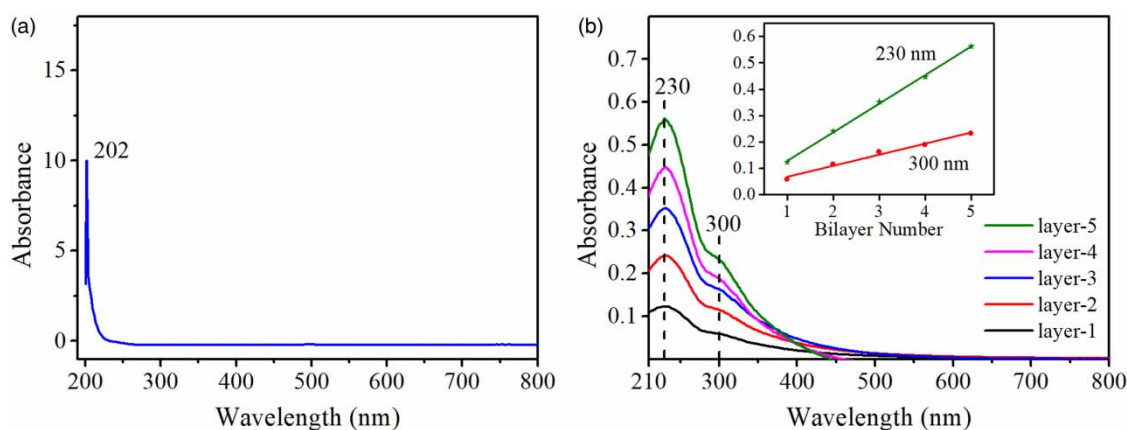 (a)
Absorbance
15
10
5
0
202
200 300 400 500 600 700 800
Wavelength (nm)
(b)
Absorbance
0.7
0.6
0.5
0.4
0.3
0.2
0.1
230
300
0.6
0.5
0.4
0.3
0.2
0.1
0.0
230 nm
300 nm
1 2 3 4 5
Bilayer Number
layer-5
layer-4
layer-3
layer-2
layer-1
210 300 400 500 600 700 800
Wavelength (nm)